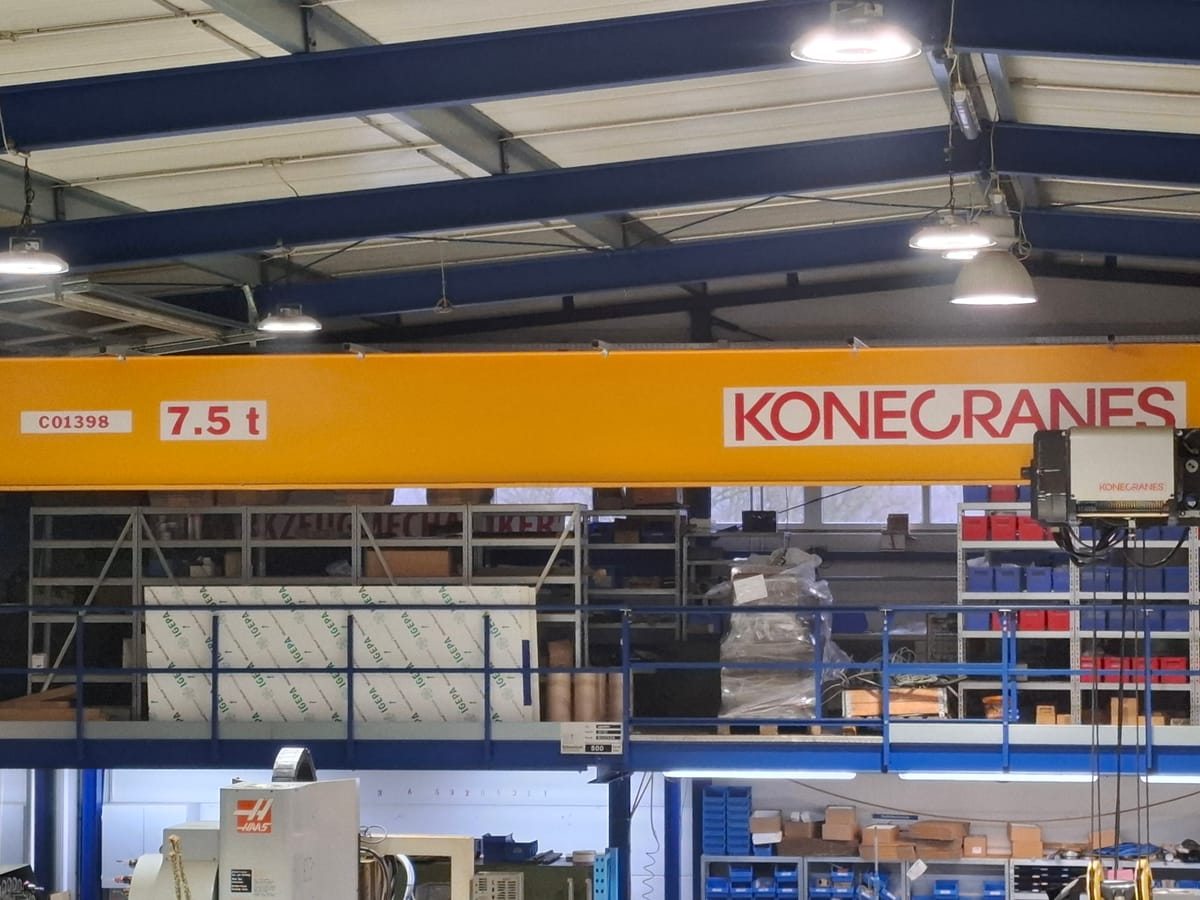 C01398
7.5 t
KONECRANES
KONECRANES
IGEPA
500
HAAS